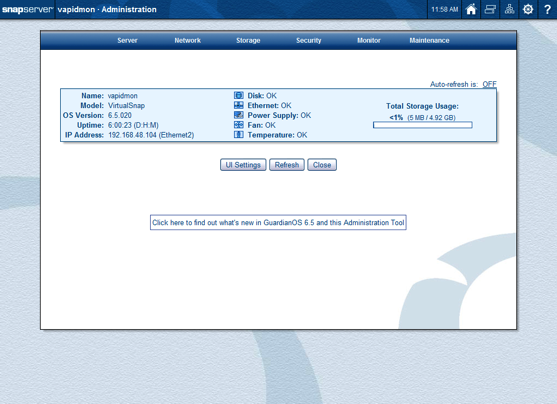 snapserver™ vapidmon - Administration 11:58 AM ?
Server Network Storage Security Monitor Maintenance
Auto-refresh is: OFF
Name: vapidmon
Model: VirtualSnap
OS Version: 6.5.020
Uptime: 6:00:23 (D:H:M)
IP Address: 192.168.48.104 (Ethernet2)
Disk: OK
Ethernet: OK
Power Supply: OK
Fan: OK
Temperature: OK
Total Storage Usage:
<1% (5 MB / 4.92 GB)
UI Settings Refresh Close
Click here to find out what's new in GuardianOS 6.5 and this Administration Tool